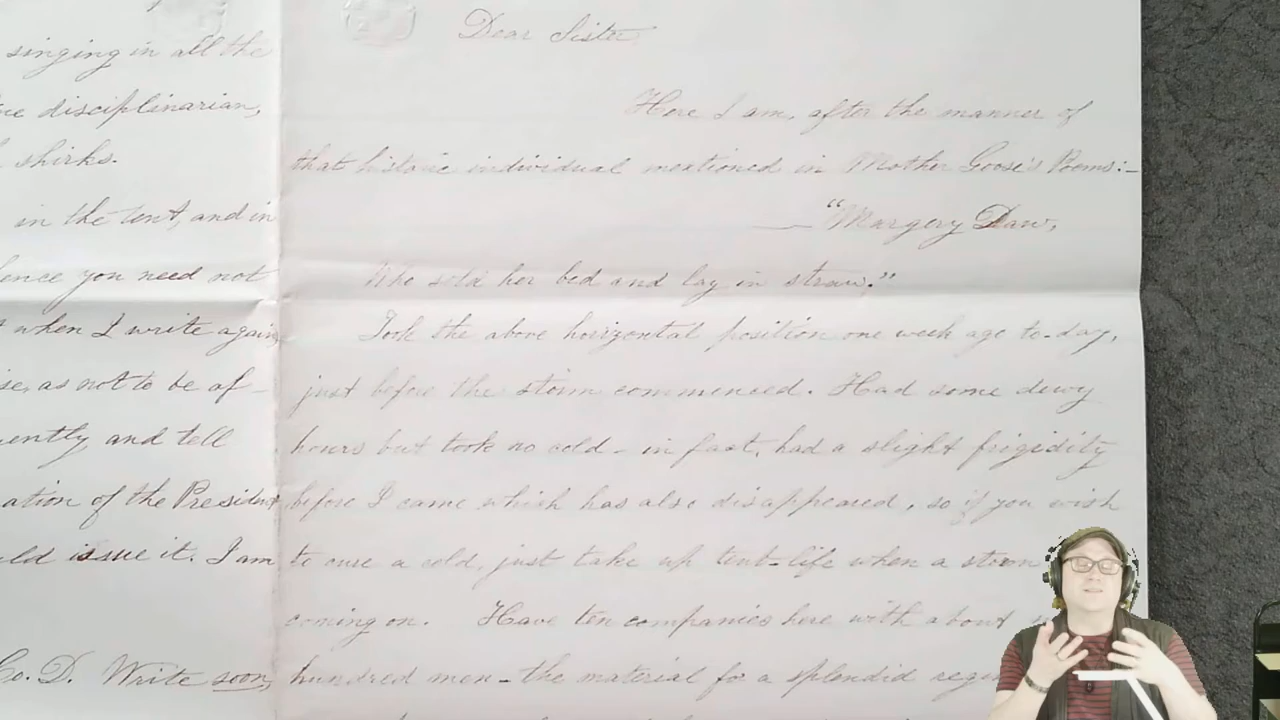 singing in all the
disciplinarian,
shirks.
in the tent, and in
hence you need not
when I write again
as not to be af-
and tell
ation of the President
issue it. I am
Co. D. Write soon,
Dear Sister
Here I am, after the manner of
that historic individual mentioned in Mother Goose's Poems:-
— "Margery Daw,
Who sold her bed and lay in straw."
Took the above horizontal position one week ago to-day,
just before the storm commenced. Had some dewy
hours but took no cold - in fact, had a slight frigidity
before I came which has also disappeared, so if you wish
to cure a cold, just take up tent-life when a storm
coming on. Have ten companies here with about
hundred men - the material for a splendid